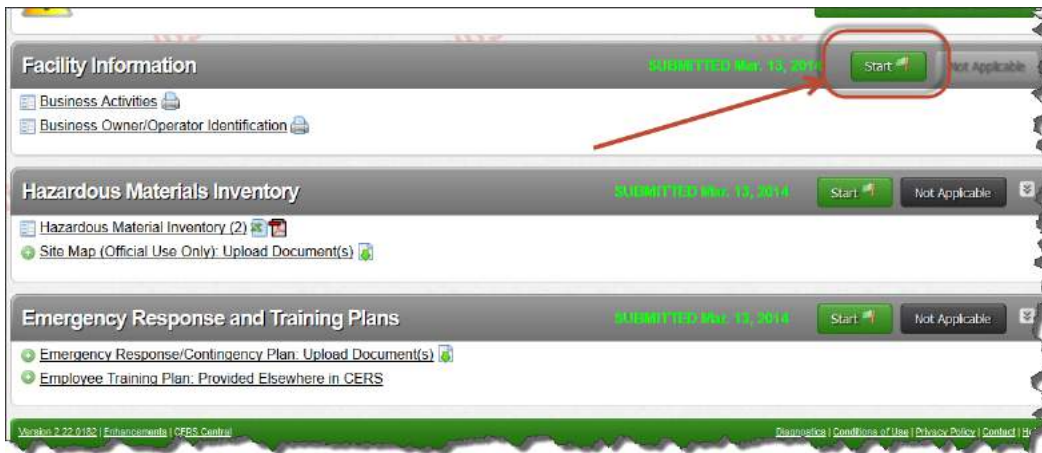 Facility Information SUBMITTED Mar. 13, 2014 Start Not Applicable
Business Activities
Business Owner/Operator Identification
Hazardous Materials Inventory SUBMITTED Mar. 13, 2014 Start Not Applicable
Hazardous Material Inventory (2)
Site Map (Official Use Only): Upload Document(s)
Emergency Response and Training Plans SUBMITTED Mar. 13, 2014 Start Not Applicable
Emergency Response/Contingency Plan: Upload Document(s)
Employee Training Plan: Provided Elsewhere in CERS
Version 2.22.0182 | Enhancements | CERS Central Diagnostics | Conditions of Use | Privacy Policy | Contact |